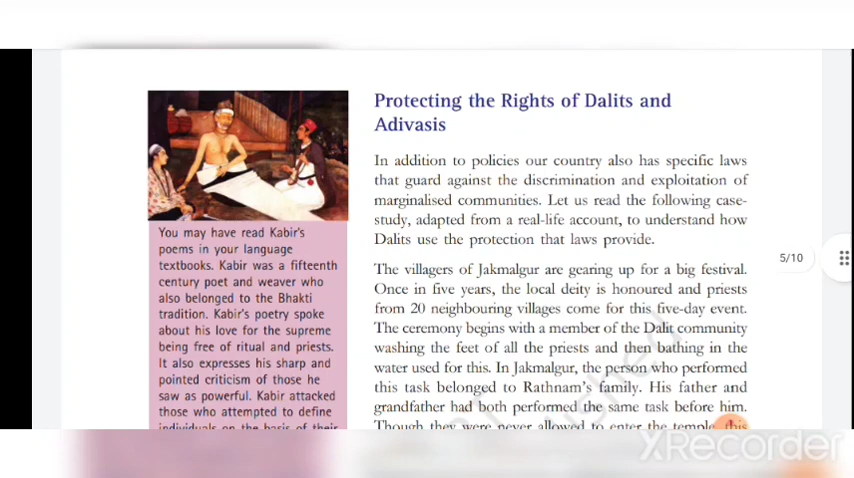 Protecting the Rights of Dalits and
Adivasis
In addition to policies our country also has specific laws
that guard against the discrimination and exploitation of
marginalised communities. Let us read the following case-
study, adapted from a real-life account, to understand how
Dalits use the protection that laws provide.
The villagers of Jakmalgur are gearing up for a big festival.
Once in five years, the local deity is honoured and priests
from 20 neighbouring villages come for this five-day event.
The ceremony begins with a member of the Dalit community
washing the feet of all the priests and then bathing in the
water used for this. In Jakmalgur, the person who performed
this task belonged to Rathnam's family. His father and
grandfather had both performed the same task before him.
Though they were never allowed to enter the temple, this
You may have read Kabir's
poems in your language
textbooks. Kabir was a fifteenth
century poet and weaver who
also belonged to the Bhakti
tradition. Kabir's poetry spoke
about his love for the supreme
being free of ritual and priests.
It also expresses his sharp and
pointed criticism of those he
saw as powerful. Kabir attacked
those who attempted to define
individuals on the basis of their
5/10
XRecorder